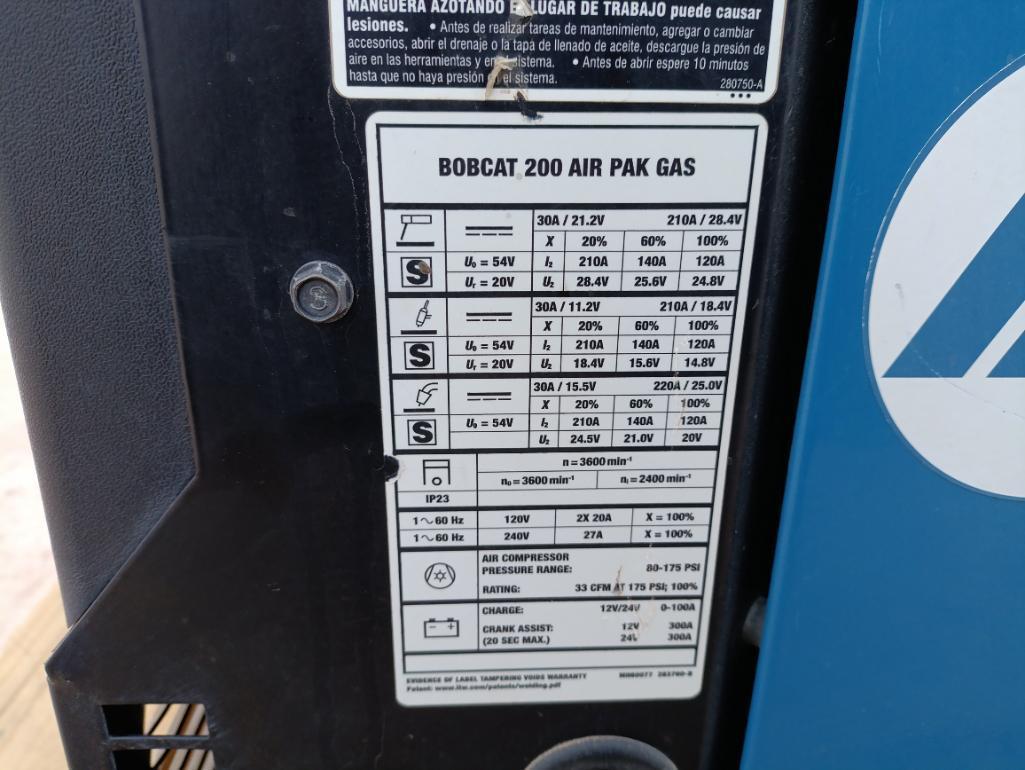 MANGUERA AZOTANDO E LUGAR DE TRABAJO puede causar
lesiones. • Antes de realizar tareas de mantenimiento, agregar o cambiar
accesorios, abrir el drenaje o la tapa de llenado de aceite, descargue la presión de
aire en las herramientas y en el sistema. • Antes de abrir espere 10 minutos
hasta que no haya presión en el sistema.
280750-A
BOBCAT 200 AIR PAK GAS
30A / 21.2V 210A / 28.4V
X 20% 60% 100%
S U₀ = 54V I₂ 210A 140A 120A
Uᵣ = 20V U₂ 28.4V 25.6V 24.8V
30A / 11.2V 210A / 18.4V
X 20% 60% 100%
S U₀ = 54V I₂ 210A 140A 120A
Uᵣ = 20V U₂ 18.4V 15.6V 14.8V
30A / 15.5V 220A / 25.0V
X 20% 60% 100%
S U₀ = 54V I₂ 210A 140A 120A
U₂ 24.5V 21.0V 20V
n = 3600 min⁻¹
n₀ = 3600 min⁻¹ nᵢ = 2400 min⁻¹
IP23
1 ~ 60 Hz 120V 2X 20A X = 100%
1 ~ 60 Hz 240V 27A X = 100%
AIR COMPRESSOR
PRESSURE RANGE: 80-175 PSI
RATING: 33 CFM AT 175 PSI; 100%
CHARGE: 12V/24V 0-100A
CRANK ASSIST: 12V 300A
(20 SEC MAX.) 24V 300A
EVIDENCE OF LABEL TAMPERING VOIDS WARRANTY
Patent: www.itw.com/patents/welding.pdf
3